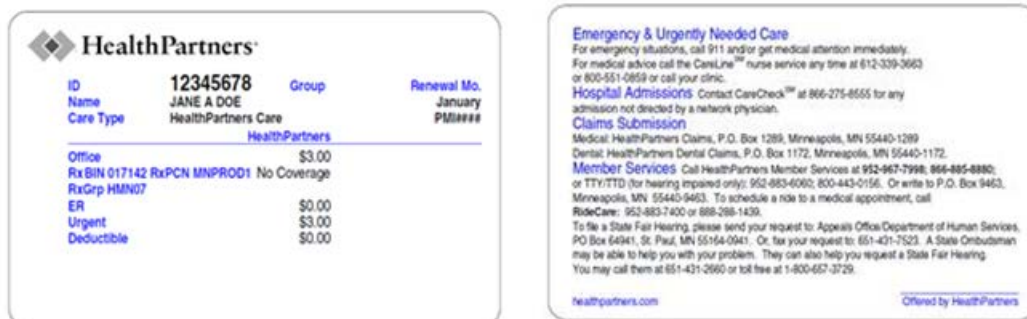 HealthPartners
ID 12345678 Group Renewal Mo.
Name JANE A DOE January
Care Type HealthPartners Care PMI####
HealthPartners
Office $3.00
RxBIN 017142 RxPCN MNPROD1 No Coverage
RxGrp HMN07
ER $0.00
Urgent $3.00
Deductible $0.00
Emergency & Urgently Needed Care
For emergency situations, call 911 and/or get medical attention immediately.
For medical advice call the CareLine℠ nurse service any time at 612-339-3663
or 800-551-0859 or call your clinic.
Hospital Admissions Contact CareCheck℠ at 866-275-8555 for any
admission not directed by a network physician.
Claims Submission
Medical: HealthPartners Claims, P.O. Box 1289, Minneapolis, MN 55440-1289
Dental: HealthPartners Dental Claims, P.O. Box 1172, Minneapolis, MN 55440-1172.
Member Services Call HealthPartners Member Services at 952-967-7998; 866-885-8880;
or TTY/TTD (for hearing impaired only): 952-883-6060; 800-443-0156. Or write to P.O. Box 9463,
Minneapolis, MN 55440-9463. To schedule a ride to a medical appointment, call
RideCare: 952-883-7400 or 888-288-1439.
To file a State Fair Hearing, please send your request to: Appeals Office/Department of Human Services,
PO Box 64941, St. Paul, MN 55164-0941. Or, fax your request to: 651-431-7523. A State Ombudsman
may be able to help you with your problem. They can also help you request a State Fair Hearing.
You may call them at 651-431-2660 or toll free at 1-800-657-3729.
healthpartners.com Offered by HealthPartners